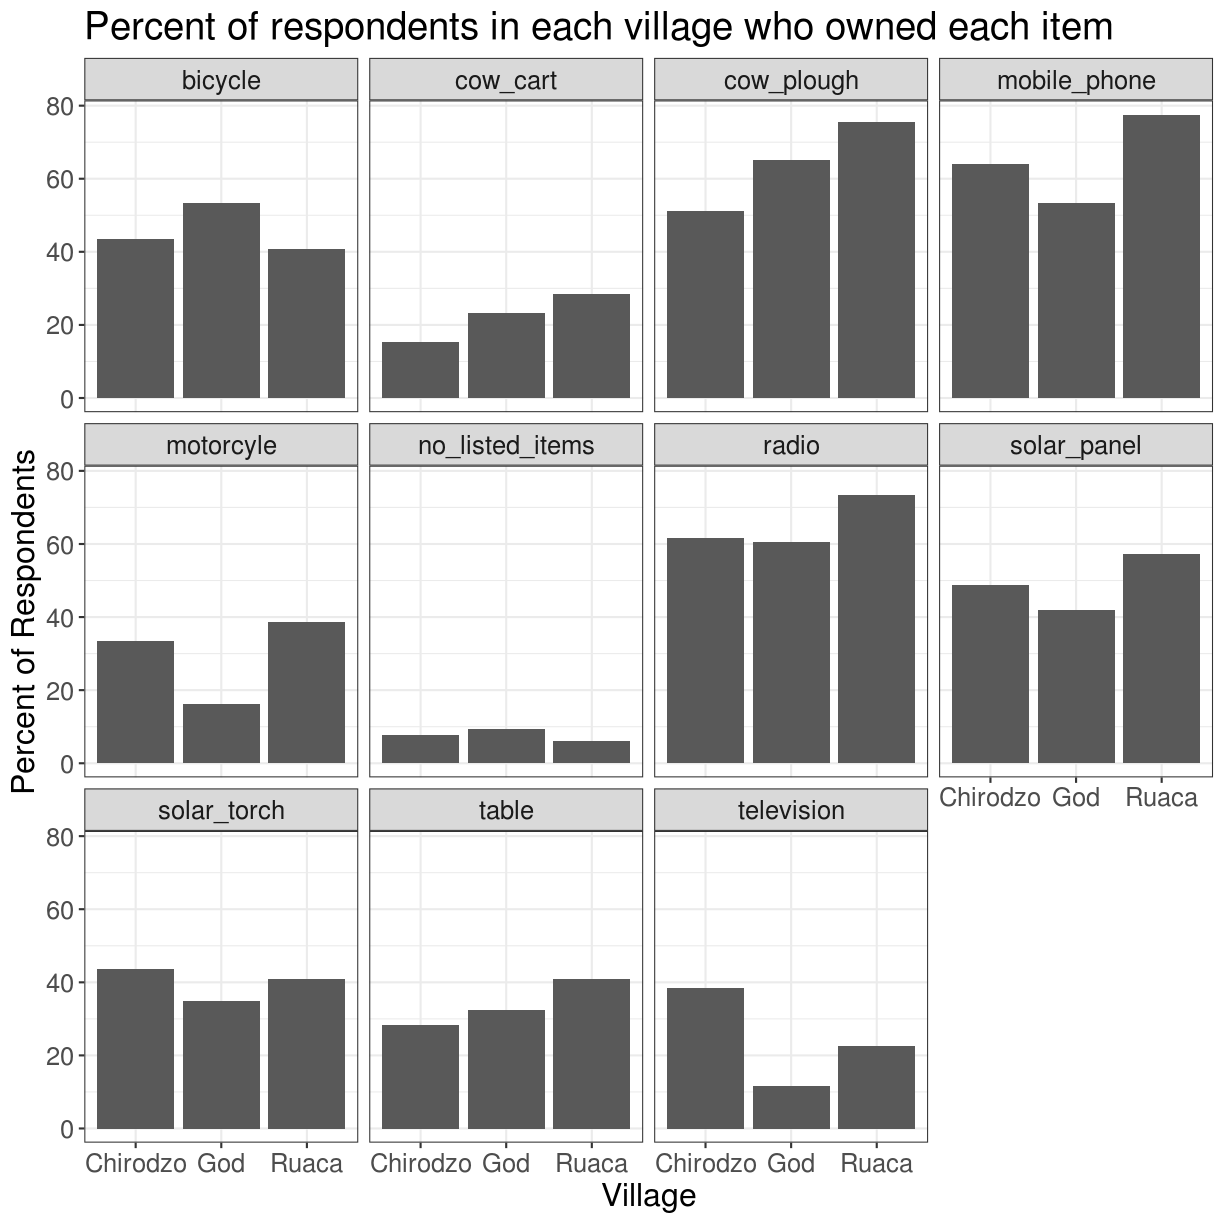 Percent of respondents in each village who owned each item
bicycle cow_cart cow_plough mobile_phone
80
60
40
20
0
motorcyle no_listed_items radio solar_panel
80
60
40
20
0
Chirodzo God Ruaca
solar_torch table television
80
60
40
20
0
Chirodzo God Ruaca Chirodzo God Ruaca Chirodzo God Ruaca
Village
Percent of Respondents